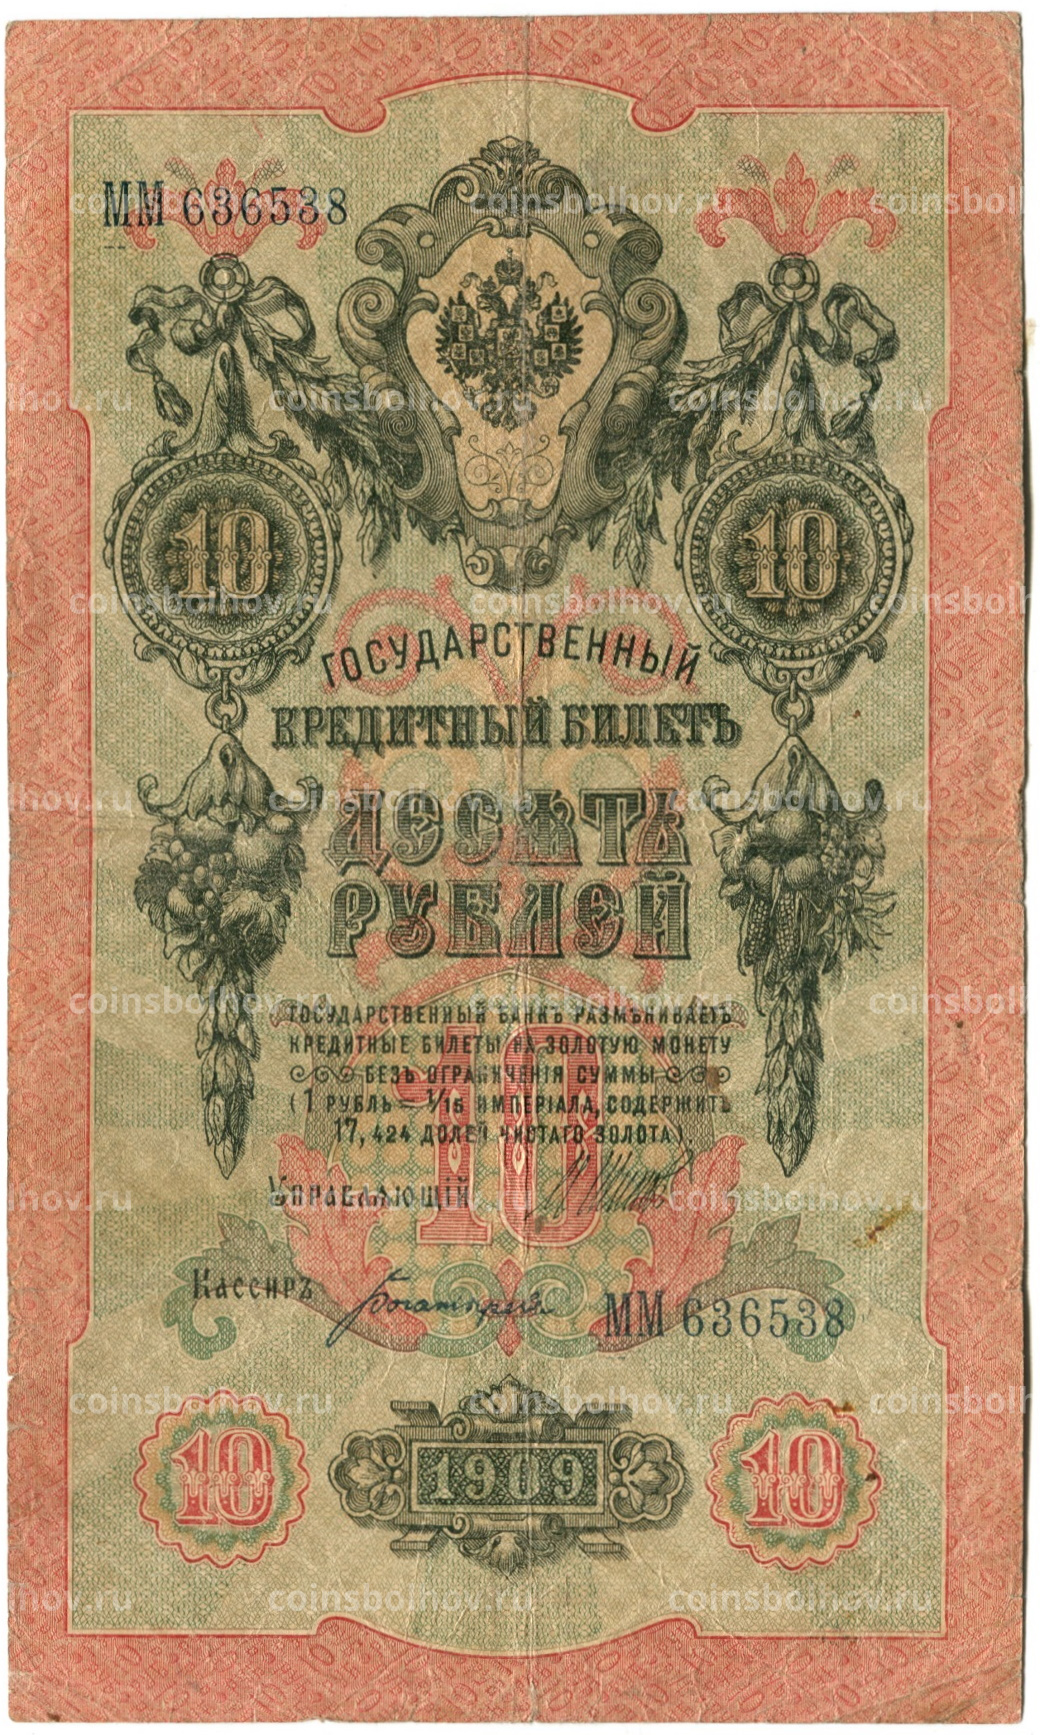 ММ 636538
10 10
ГОСУДАРСТВЕННЫЙ
КРЕДИТНЫЙ БИЛЕТЪ
ДЕСЯТЬ
РУБЛЕЙ
ГОСУДАРСТВЕННЫЙ БАНКЪ РАЗМѢНИВАЕТЪ
КРЕДИТНЫЕ БИЛЕТЫ НА ЗОЛОТУЮ МОНЕТУ
БЕЗЪ ОГРАНИЧЕНІЯ СУММЫ
(1 РУБЛЬ = 1/15 ИМПЕРІАЛА, СОДЕРЖИТЪ
17,424 ДОЛЕЙ ЧИСТАГО ЗОЛОТА).
10
Управляющій
Кассиръ
ММ 636538
10 1909 10
coinsbolhov.ru